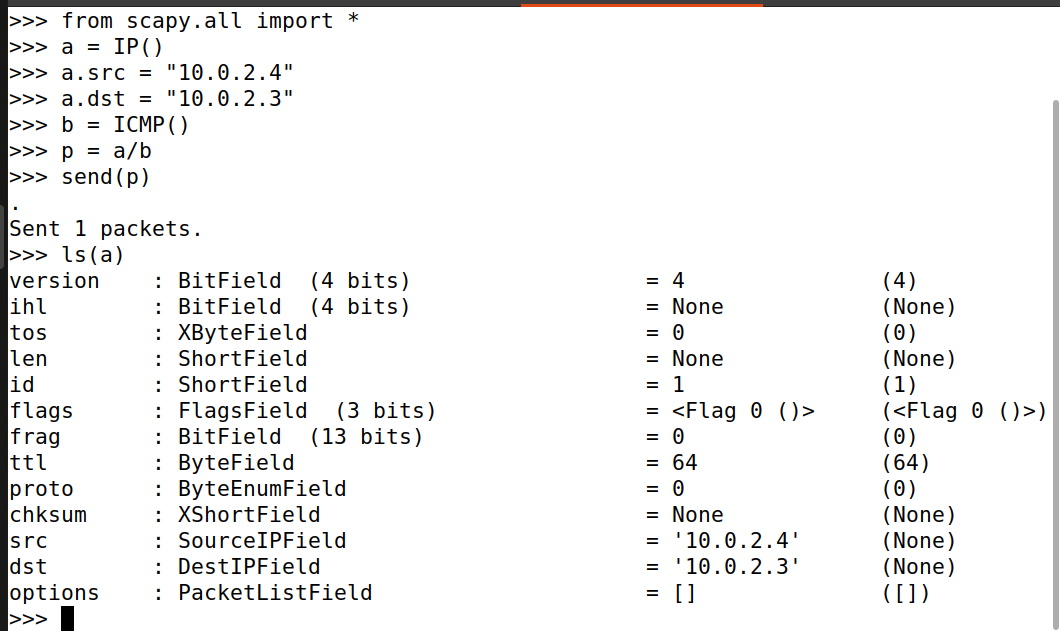 >>> from scapy.all import *
>>> a = IP()
>>> a.src = "10.0.2.4"
>>> a.dst = "10.0.2.3"
>>> b = ICMP()
>>> p = a/b
>>> send(p)
.
Sent 1 packets.
>>> ls(a)
version    : BitField  (4 bits)                  = 4               (4)
ihl        : BitField  (4 bits)                  = None            (None)
tos        : XByteField                          = 0               (0)
len        : ShortField                          = None            (None)
id         : ShortField                          = 1               (1)
flags      : FlagsField  (3 bits)                = <Flag 0 ()>     (<Flag 0 ()>)
frag       : BitField  (13 bits)                 = 0               (0)
ttl        : ByteField                           = 64              (64)
proto      : ByteEnumField                       = 0               (0)
chksum     : XShortField                         = None            (None)
src        : SourceIPField                       = '10.0.2.4'      (None)
dst        : DestIPField                         = '10.0.2.3'      (None)
options    : PacketListField                     = []              ([])
>>>